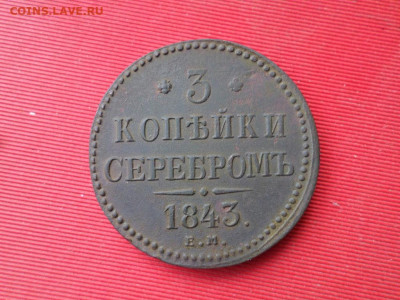 COINS.LAVE.RU
* 3 *
КОПѢЙКИ
СЕРЕБРОМЪ
1843.
Е.М.